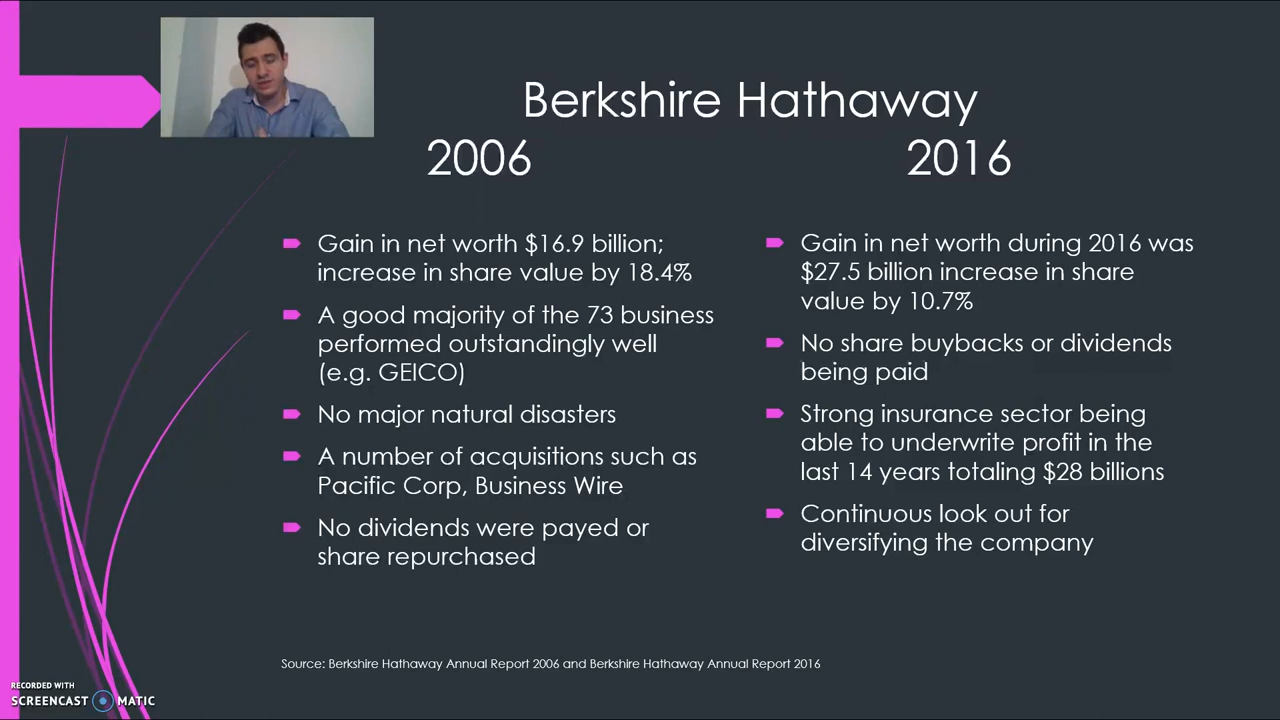 Berkshire Hathaway
2006
2016
Gain in net worth $16.9 billion;
increase in share value by 18.4%
A good majority of the 73 business
performed outstandingly well
(e.g. GEICO)
No major natural disasters
A number of acquisitions such as
Pacific Corp, Business Wire
No dividends were payed or
share repurchased
Gain in net worth during 2016 was
$27.5 billion increase in share
value by 10.7%
No share buybacks or dividends
being paid
Strong insurance sector being
able to underwrite profit in the
last 14 years totaling $28 billions
Continuous look out for
diversifying the company
Source: Berkshire Hathaway Annual Report 2006 and Berkshire Hathaway Annual Report 2016
RECORDED WITH
SCREENCAST MATIC